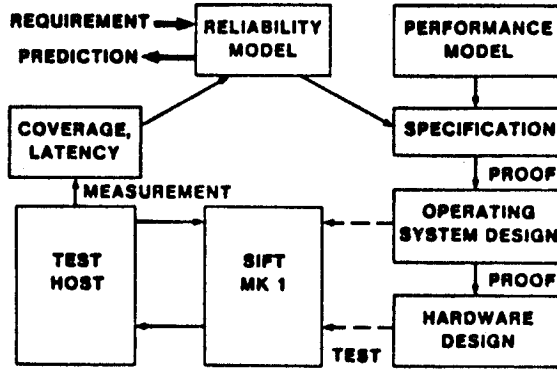 REQUIREMENT
PREDICTION
RELIABILITY
MODEL
PERFORMANCE
MODEL
COVERAGE,
LATENCY
SPECIFICATION
PROOF
MEASUREMENT
OPERATING
SYSTEM DESIGN
TEST
HOST
SIFT
MK 1
PROOF
HARDWARE
DESIGN
TEST